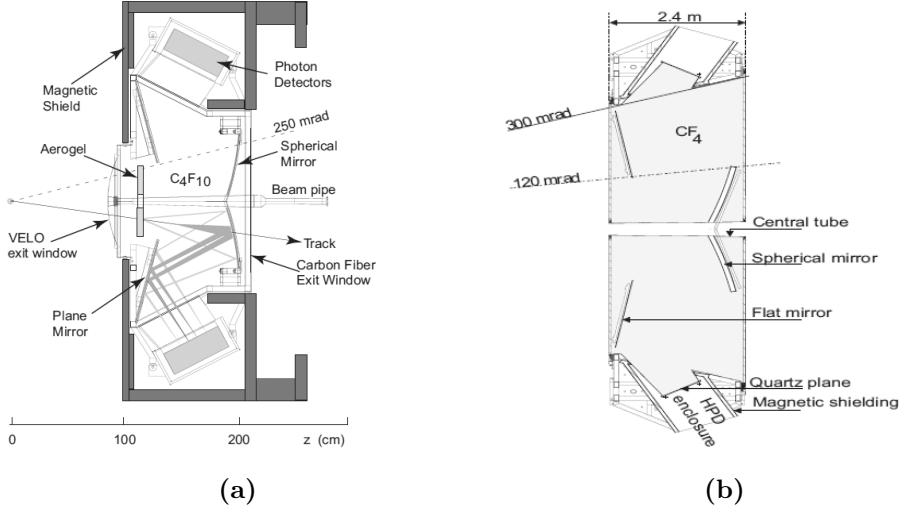 Magnetic
Shield
Photon
Detectors
250 mrad
Aerogel
C4F10
Spherical
Mirror
Beam pipe
VELO
exit window
Track
Carbon Fiber
Exit Window
Plane
Mirror
0
100
200
z (cm)
(a)
2.4 m
300 mrad
CF4
120 mrad
Central tube
Spherical mirror
Flat mirror
Quartz plane
Magnetic shielding
HPD
enclosure
(b)